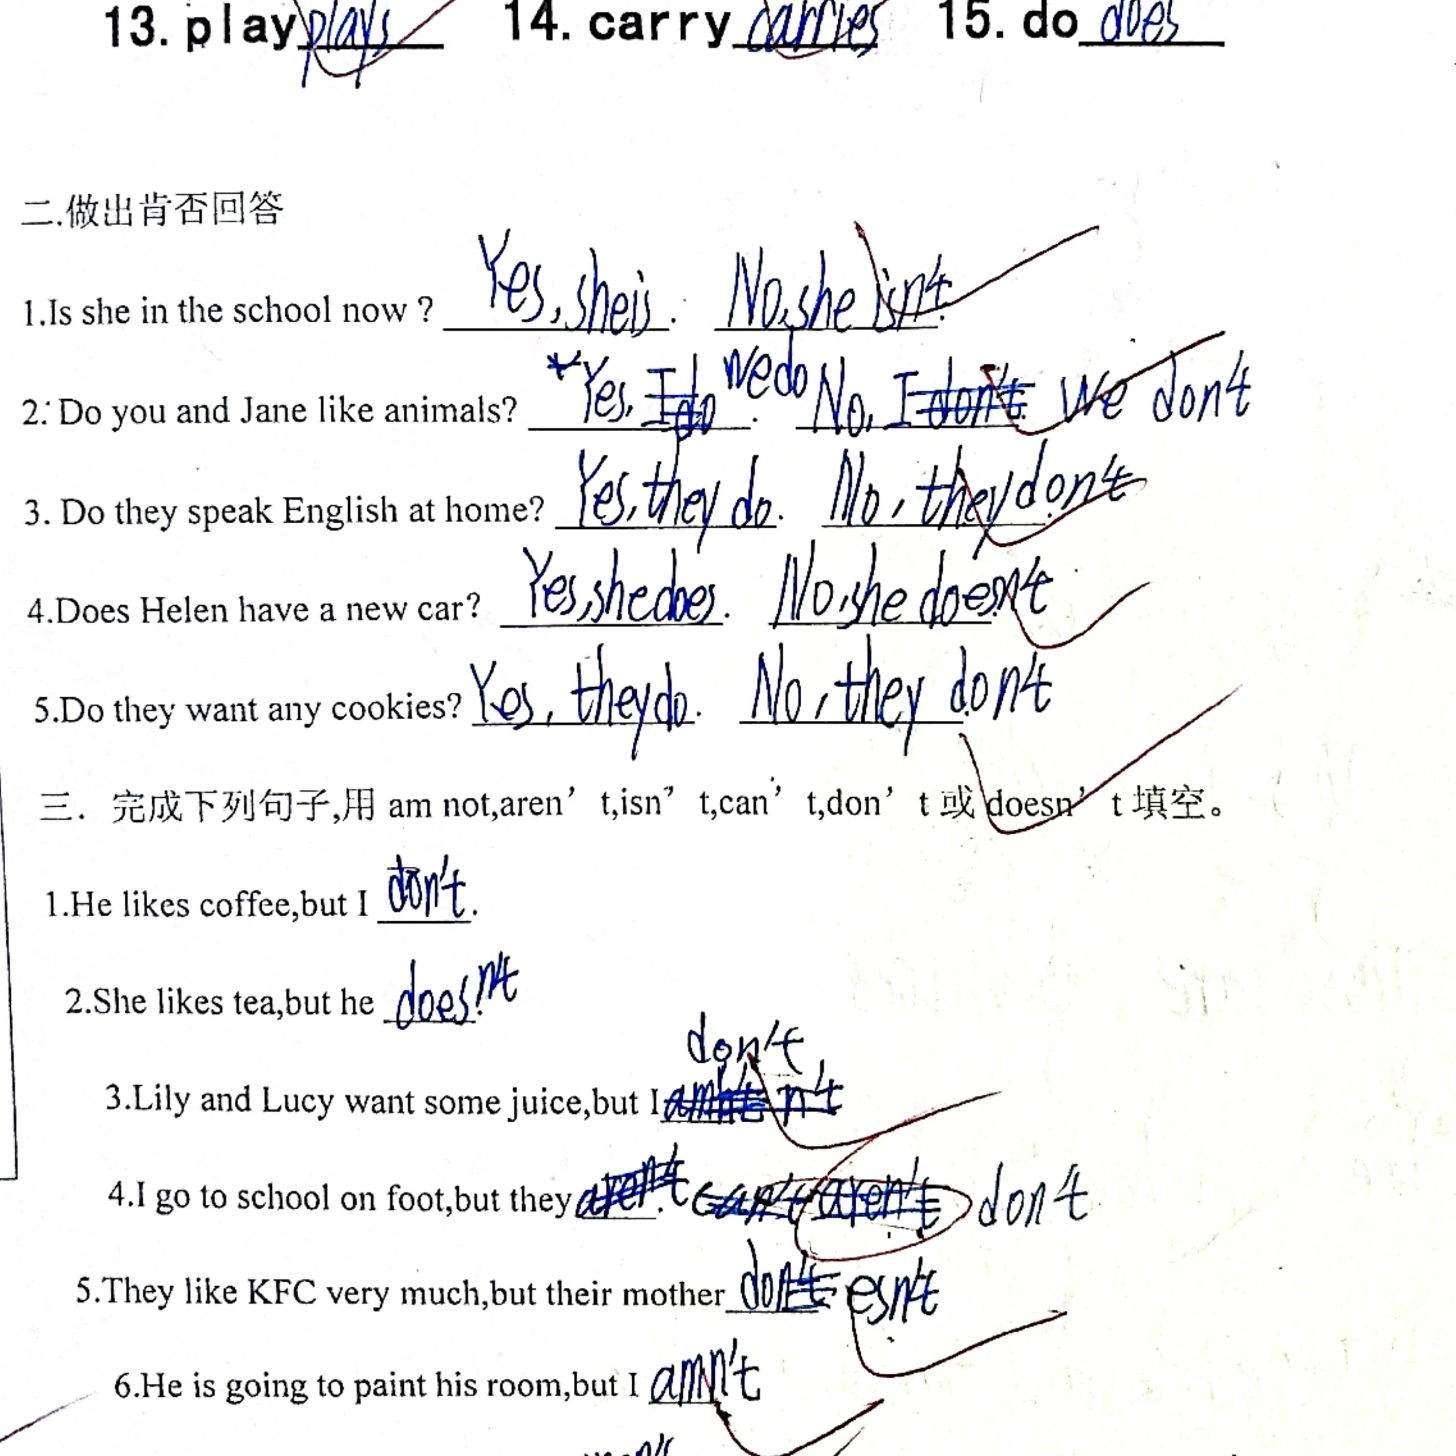 13. play plays 14. carry carries 15. do does
二.做出肯否回答
1.Is she in the school now ? Yes, she is. No, she isn't.
2. Do you and Jane like animals? Yes, I do we do. No, I don't. we don't
3. Do they speak English at home? Yes, they do. No, they don't.
4.Does Helen have a new car? Yes, she does. No, she doesn't
5.Do they want any cookies? Yes, they do. No, they don't
三. 完成下列句子,用 am not,aren’ t,isn’ t,can’ t,don’ t 或 doesn’ t 填空。
1.He likes coffee,but I don't.
2.She likes tea,but he doesn't
don't
3.Lily and Lucy want some juice,but I
4.I go to school on foot,but they aren't can't aren't don't
5.They like KFC very much,but their mother don't esn't
6.He is going to paint his room,but I amn't